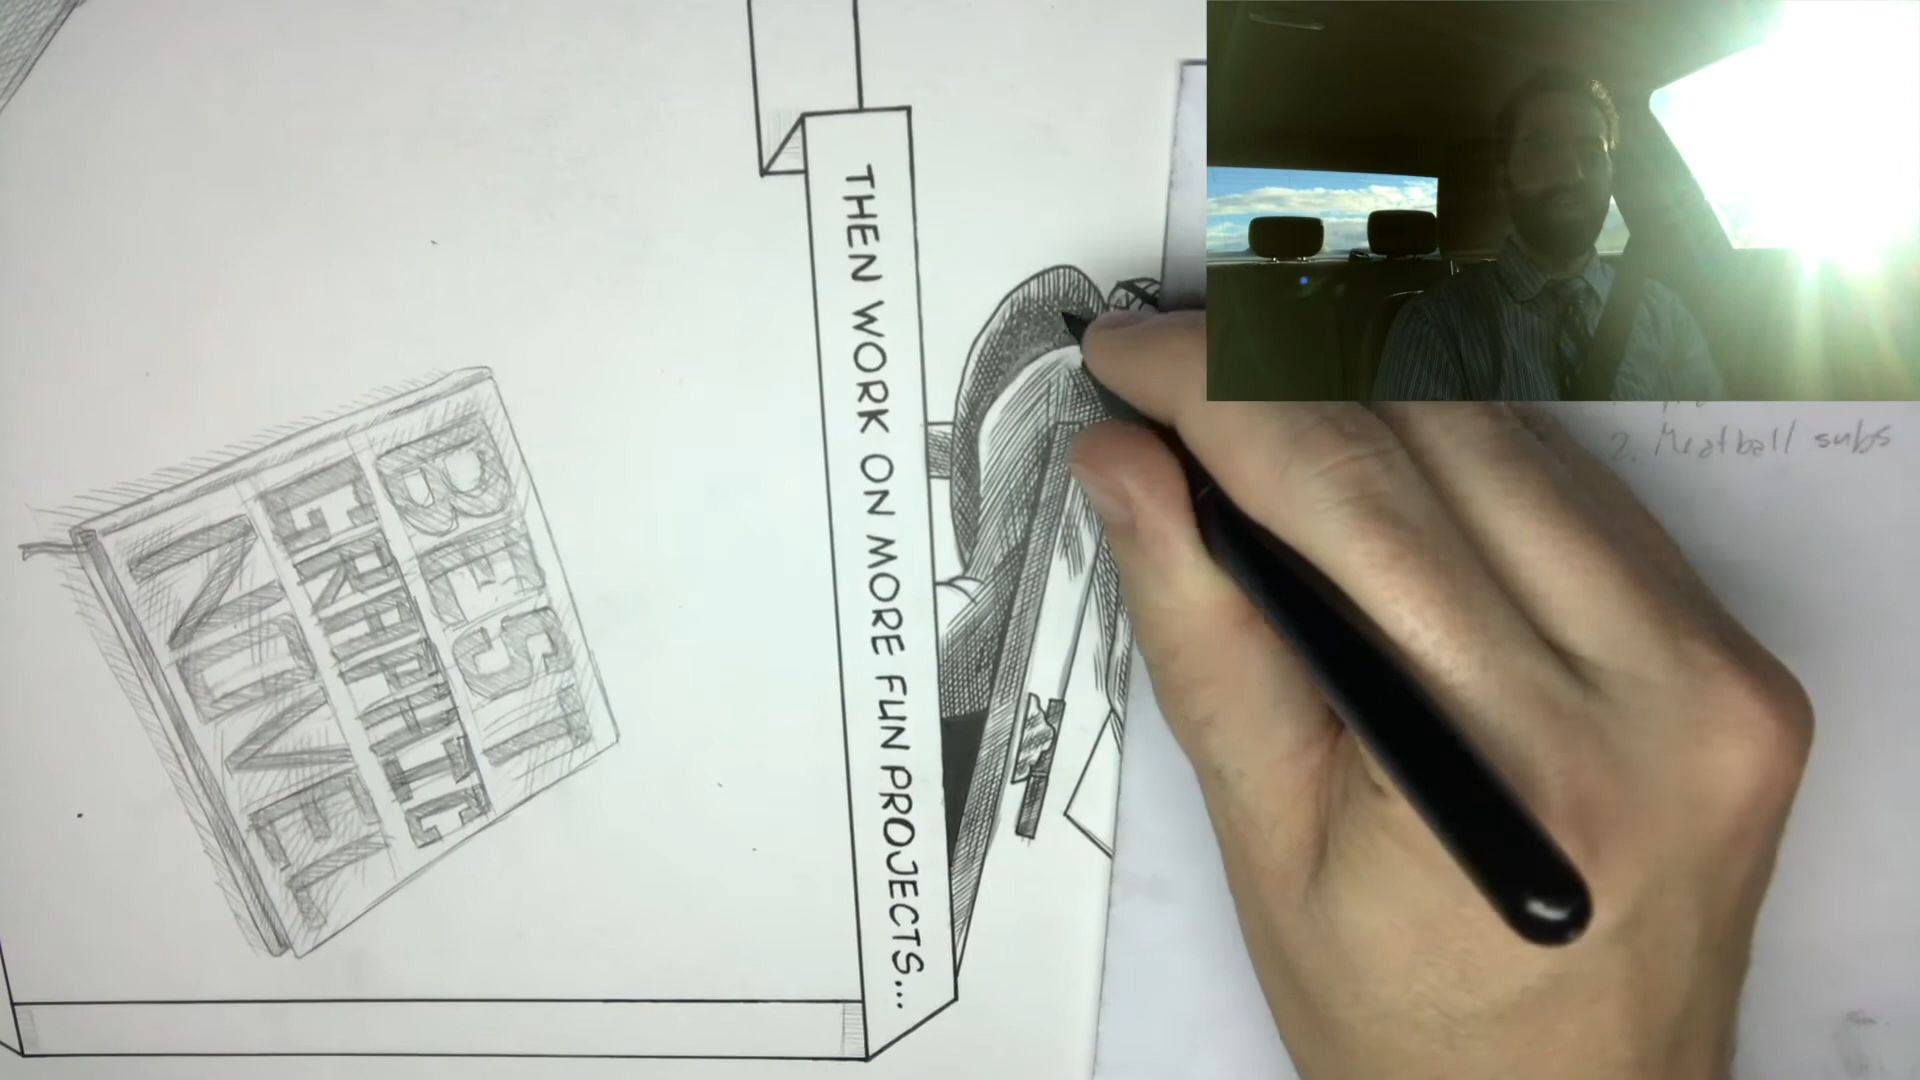 THEN WORK ON MORE FUN PROJECTS...
BEST
GRAPHIC
NOVEL
2. Meatball subs